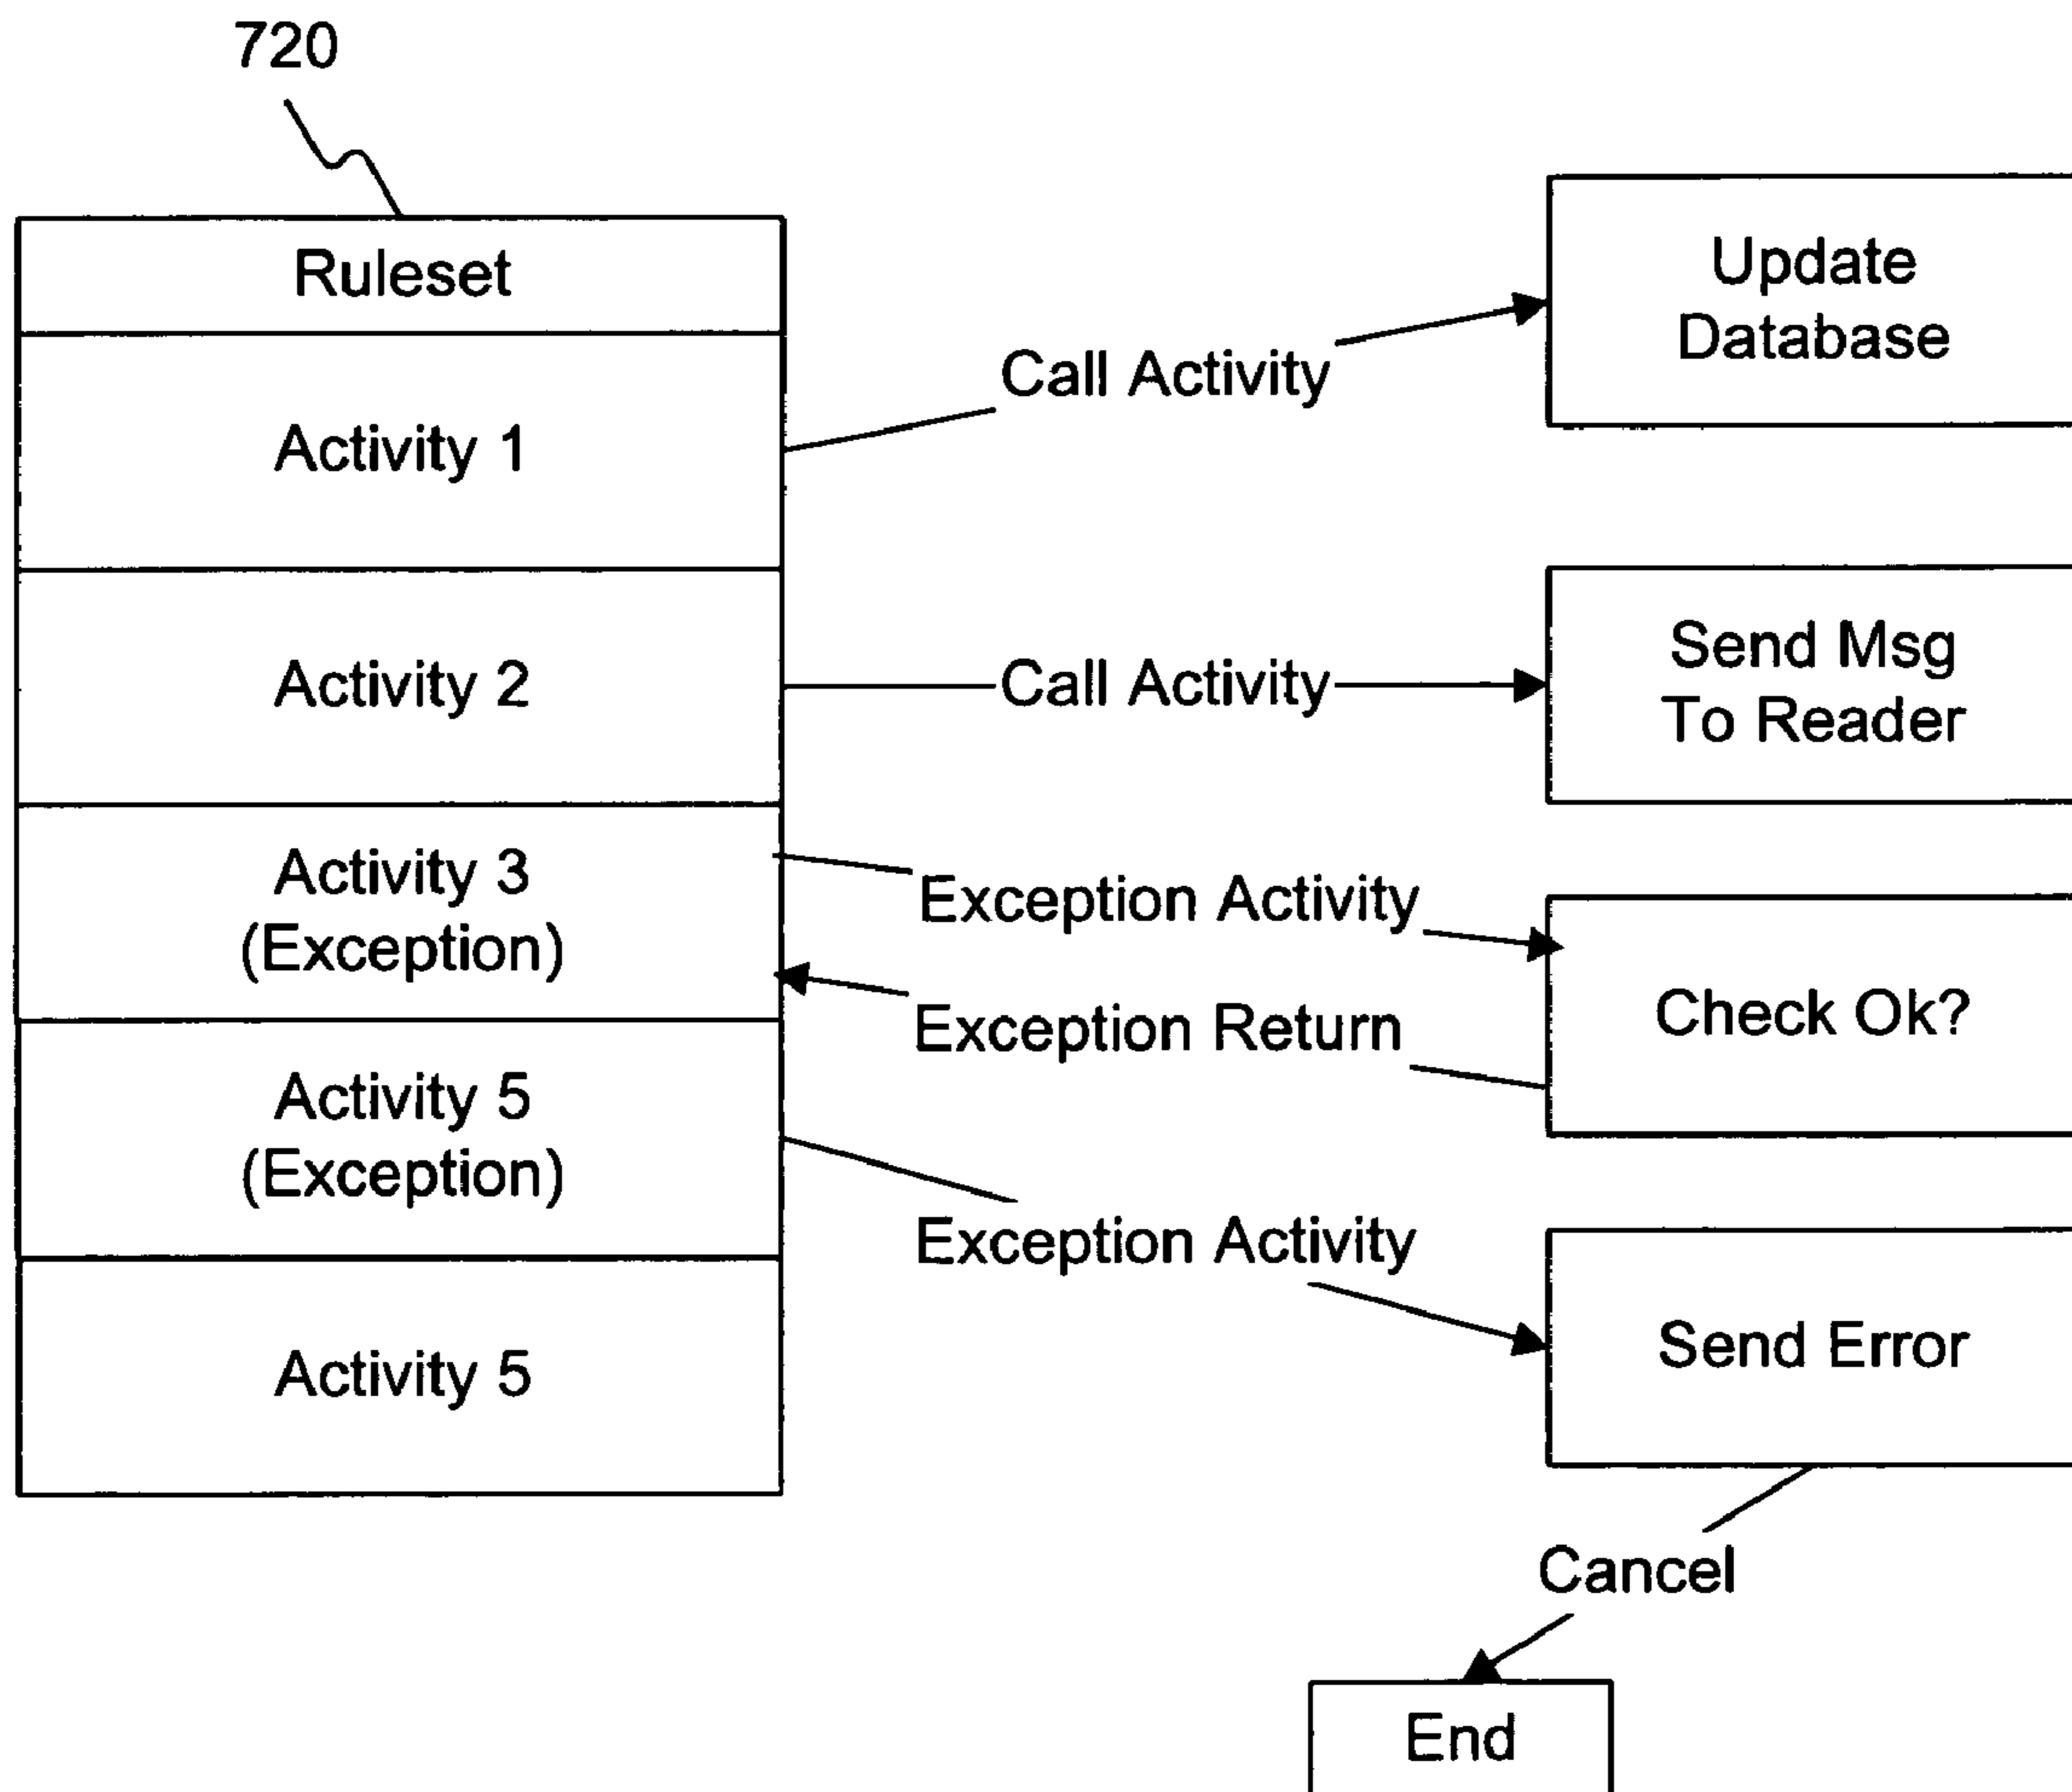 720
Ruleset
Activity 1
Activity 2
Activity 3
(Exception)
Activity 5
(Exception)
Activity 5
Call Activity
Call Activity
Exception Activity
Exception Return
Exception Activity
Update
Database
Send Msg
To Reader
Check Ok?
Send Error
Cancel
End